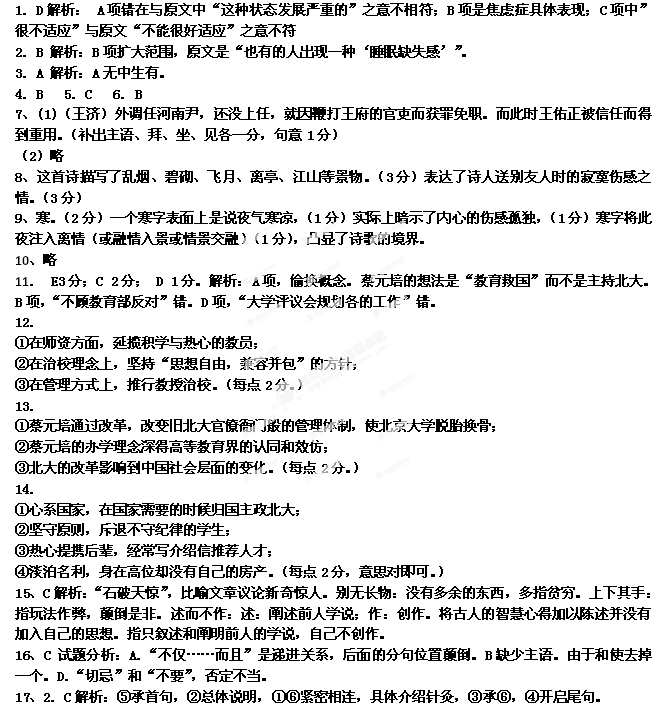 1. D 解析： A项错在与原文中“这种状态发展严重的”之意不相符；B项是焦虑症具体表现；C项中”
很不适应”与原文“不能很好适应”之意不符
2. B 解析：B项扩大范围，原文是“也有的人出现一种‘睡眠缺失感’”。
3. A 解析：A无中生有。
4. B 5. C 6. B
7、(1)（王济）外调任河南尹，还没上任，就因鞭打王府的官吏而获罪免职。而此时王佑正被信任而得
到重用。（补出主语、拜、坐、见各一分，句意1分）
（2）略
8、这首诗描写了乱烟、碧砌、飞月、离亭、江山等景物。（3分）表达了诗人送别友人时的寂寞伤感之
情。（3分）
9、寒。（2分）一个寒字表面上是说夜气寒凉，（1分）实际上暗示了内心的伤感孤独，（1分）寒字将此
夜注入离情（或融情入景或情景交融）（1分），凸显了诗歌的境界。
10、略
11. E3分；C 2分； D 1分。解析：A项，偷换概念。蔡元培的想法是“教育救国”而不是主持北大。
B项，“不顾教育部反对”错。D项，“大学评议会规划各的工作”错。
12.
①在师资方面，延揽积学与热心的教员；
②在治校理念上，坚持“思想自由，兼容并包”的方针；
③在管理方式上，推行教授治校。（每点2分。）
13.
①蔡元培通过改革，改变旧北大官僚衙门般的管理体制，使北京大学脱胎换骨；
②蔡元培的办学理念深得高等教育界的认同和效仿；
③北大的改革影响到中国社会层面的变化。（每点2分。）
14.
①心系国家，在国家需要的时候归国主政北大；
②坚守原则，斥退不守纪律的学生；
③热心提携后辈，经常写介绍信推荐人才；
④淡泊名利，身在高位却没有自己的房产。（每点2分，意思对即可。）
15、C解析：“石破天惊”，比喻文章议论新奇惊人。别无长物：没有多余的东西，多指贫穷。上下其手：
指玩法作弊，颠倒是非。述而不作：述：阐述前人学说；作：创作。将古人的智慧心得加以陈述并没有
加入自己的思想。指只叙述和阐明前人的学说，自己不创作。
16、C 试题分析：A.“不仅……而且”是递进关系，后面的分句位置颠倒。B缺少主语。由于和使去掉
一个。D.“切忌”和“不要”，否定不当。
17、2. C解析：⑤承首句，②总体说明，①⑥紧密相连，具体介绍针灸，③承⑥，④开启尾句。